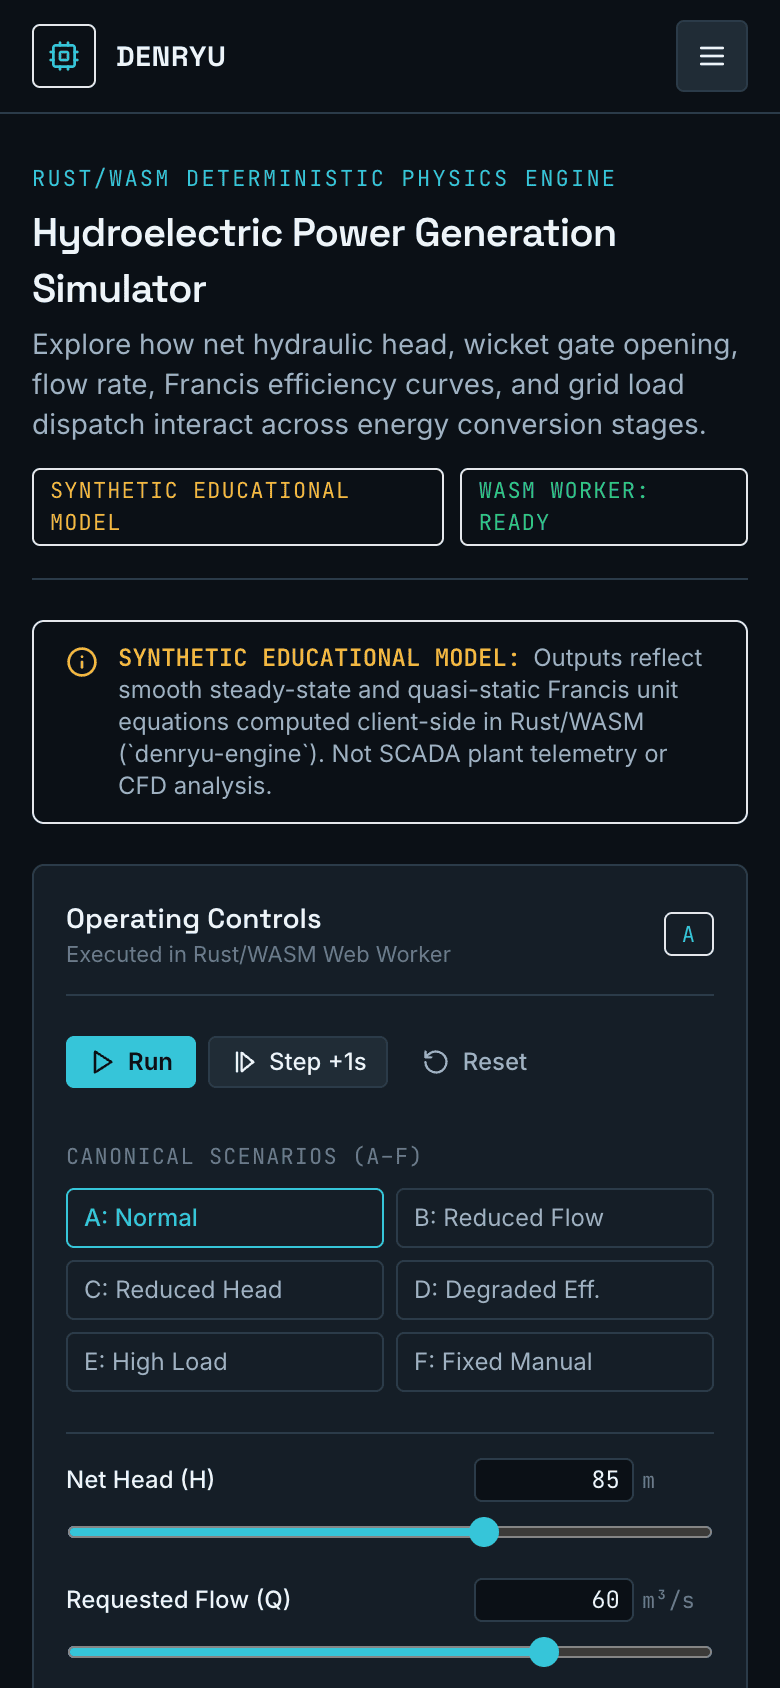 DENRYU
RUST/WASM DETERMINISTIC PHYSICS ENGINE
Hydroelectric Power Generation
Simulator
Explore how net hydraulic head, wicket gate opening,
flow rate, Francis efficiency curves, and grid load
dispatch interact across energy conversion stages.
SYNTHETIC EDUCATIONAL
MODEL
WASM WORKER:
READY
SYNTHETIC EDUCATIONAL MODEL: Outputs reflect
smooth steady-state and quasi-static Francis unit
equations computed client-side in Rust/WASM
(`denryu-engine`). Not SCADA plant telemetry or
CFD analysis.
Operating Controls
Executed in Rust/WASM Web Worker
A
Run
Step +1s
Reset
CANONICAL SCENARIOS (A–F)
A: Normal
B: Reduced Flow
C: Reduced Head
D: Degraded Eff.
E: High Load
F: Fixed Manual
Net Head (H)
85 m
Requested Flow (Q)
60 m³/s